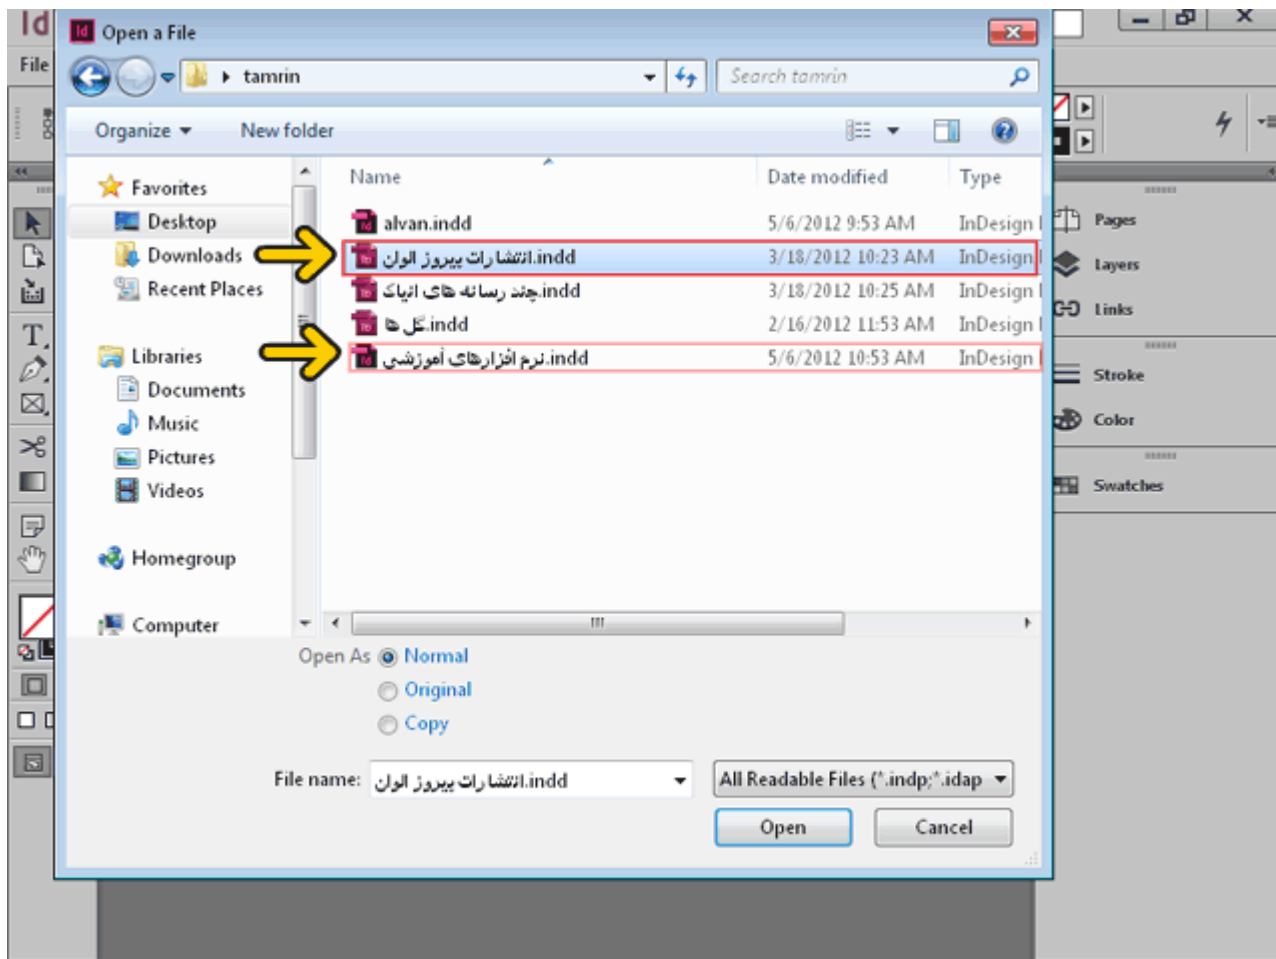 Id
Id Open a File
File
tamrin
Search tamrin
Organize
New folder
Name
Date modified
Type
Favorites
Desktop
Downloads
Recent Places
Libraries
Documents
Music
Pictures
Videos
Homegroup
Computer
alvan.indd 5/6/2012 9:53 AM InDesign
انتشارات پیروز الوان.indd 3/18/2012 10:23 AM InDesign
چند رسانه های انیاک.indd 3/18/2012 10:25 AM InDesign
گل ها.indd 2/16/2012 11:53 AM InDesign
نرم افزارهای آموزشی.indd 5/6/2012 10:53 AM InDesign
Open As Normal
Original
Copy
File name: انتشارات پیروز الوان.indd
All Readable Files (*.indp;*.idap
Open
Cancel
Pages
Layers
Links
Stroke
Color
Swatches